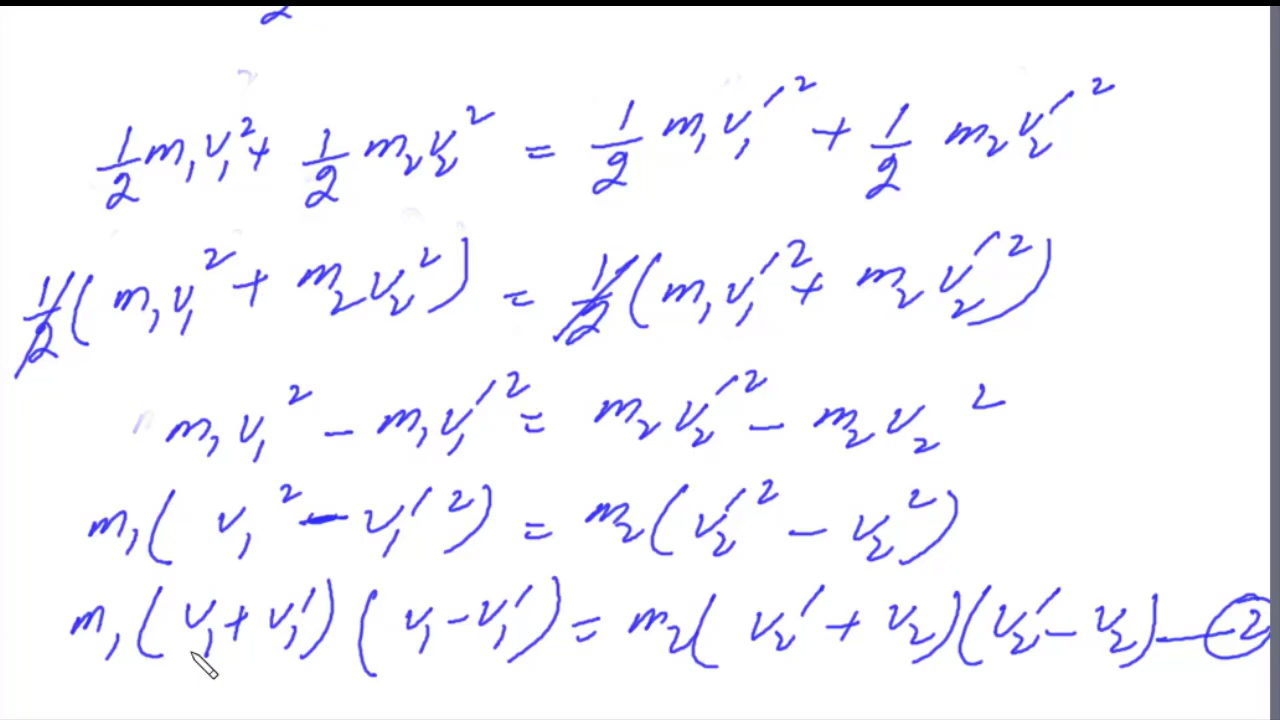 2
1/2 m₁v₁² + 1/2 m₂v₂² = 1/2 m₁v₁'² + 1/2 m₂v₂'²
1/2 (m₁v₁² + m₂v₂²) = 1/2 (m₁v₁'² + m₂v₂'²)
m₁v₁² - m₁v₁'² = m₂v₂'² - m₂v₂²
m₁(v₁² - v₁'²) = m₂(v₂'² - v₂²)
m₁(v₁ + v₁')(v₁ - v₁') = m₂(v₂' + v₂)(v₂' - v₂) — ②